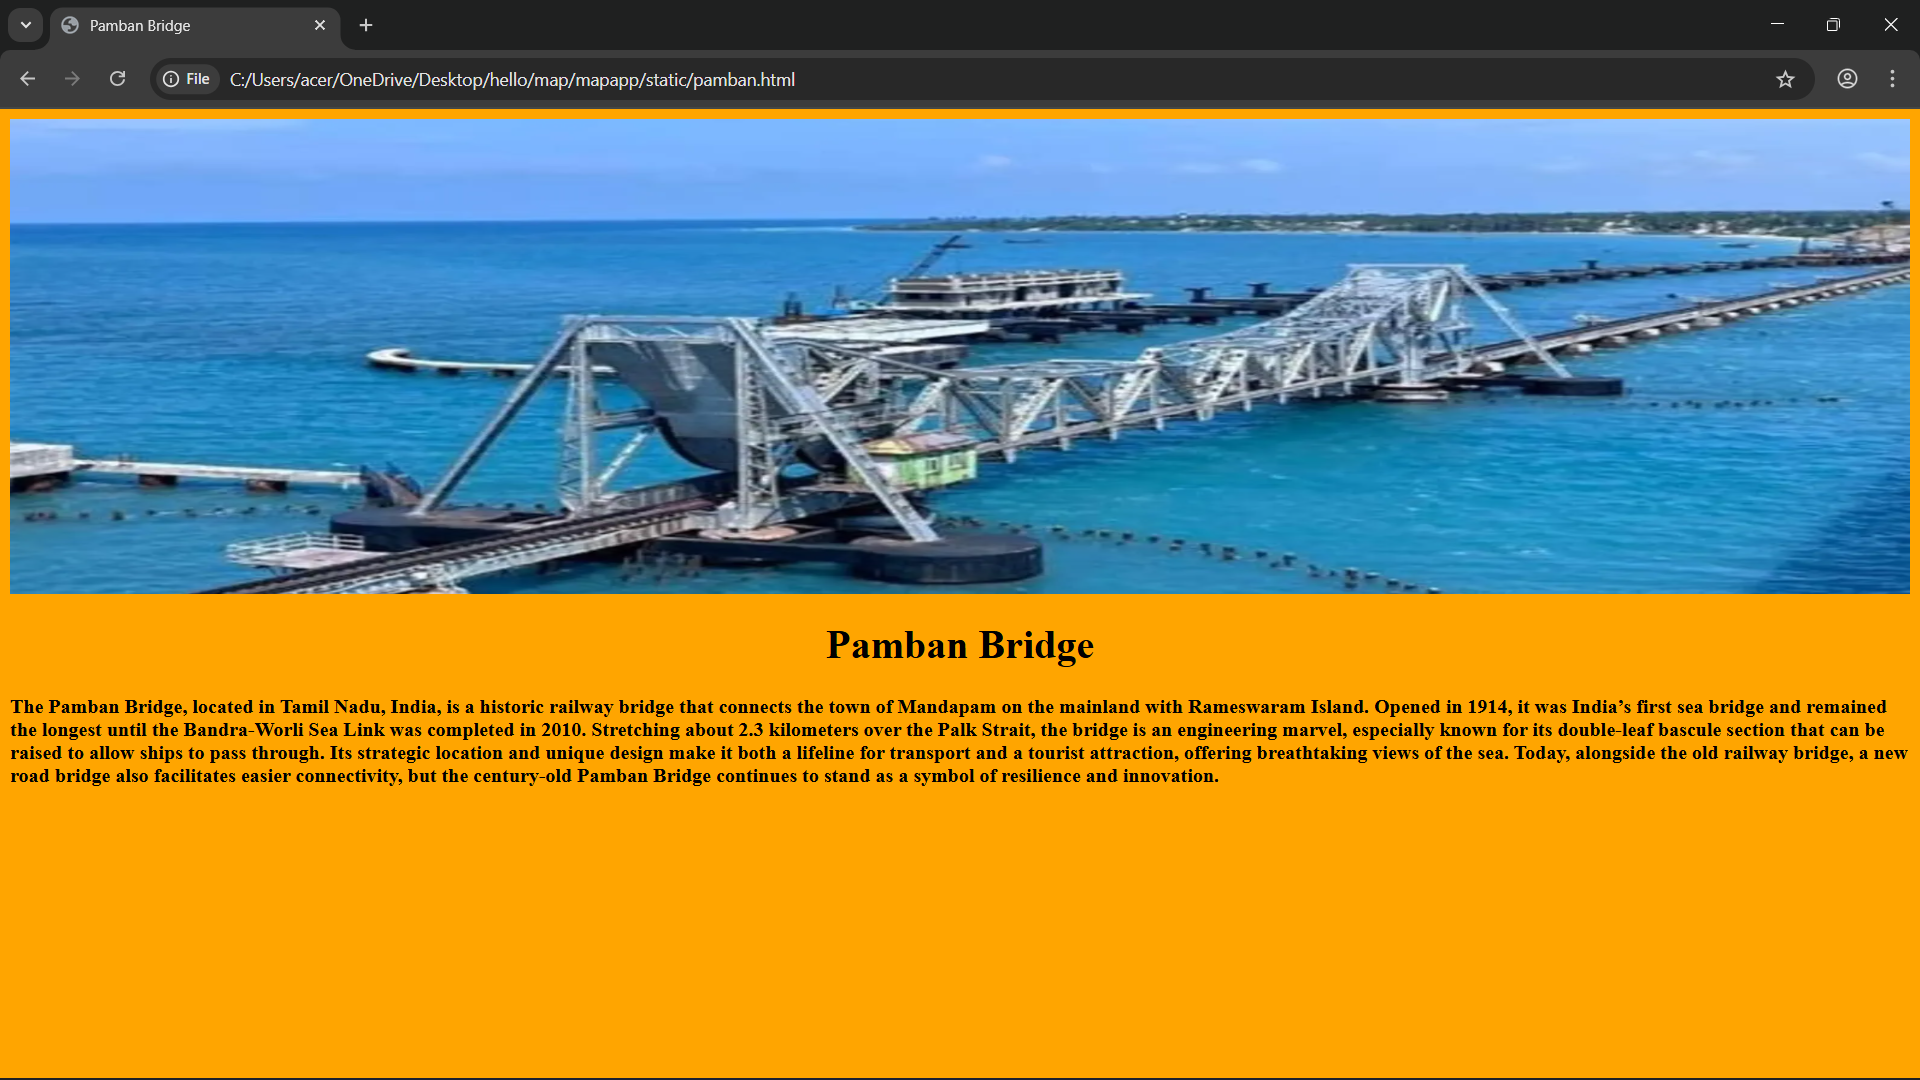 Pamban Bridge
File
C:/Users/acer/OneDrive/Desktop/hello/map/mapapp/static/pamban.html
Pamban Bridge
The Pamban Bridge, located in Tamil Nadu, India, is a historic railway bridge that connects the town of Mandapam on the mainland with Rameswaram Island. Opened in 1914, it was India’s first sea bridge and remained
the longest until the Bandra-Worli Sea Link was completed in 2010. Stretching about 2.3 kilometers over the Palk Strait, the bridge is an engineering marvel, especially known for its double-leaf bascule section that can be
raised to allow ships to pass through. Its strategic location and unique design make it both a lifeline for transport and a tourist attraction, offering breathtaking views of the sea. Today, alongside the old railway bridge, a new
road bridge also facilitates easier connectivity, but the century-old Pamban Bridge continues to stand as a symbol of resilience and innovation.